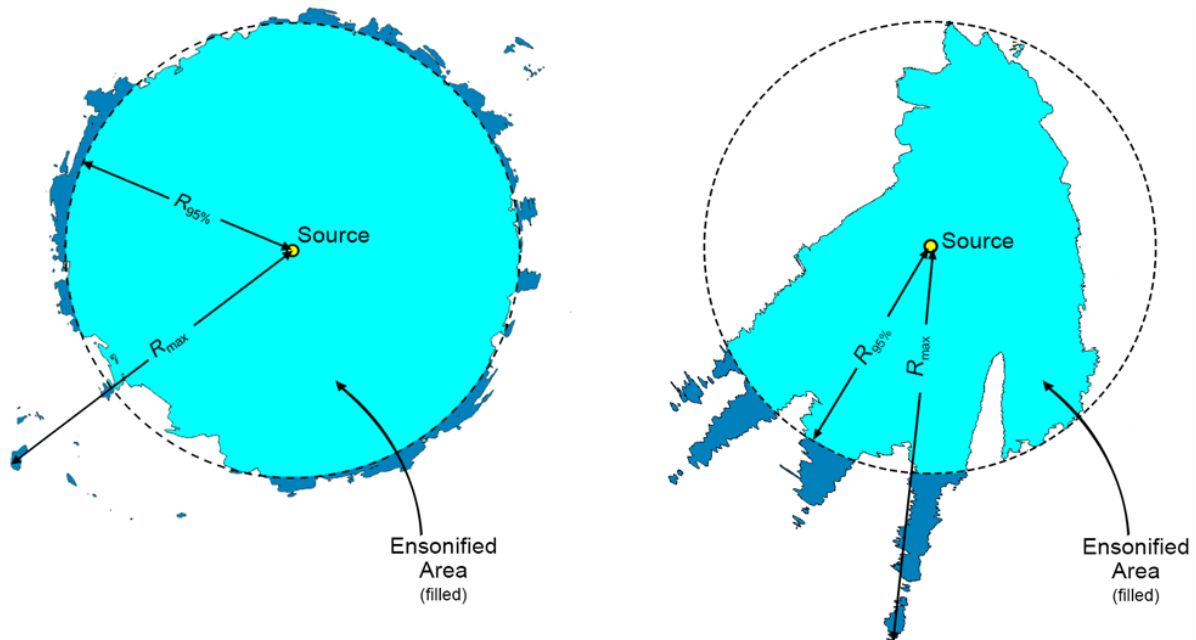 R95%
Source
Rmax
Ensonified
Area
(filled)
Source
R95%
Rmax
Ensonified
Area
(filled)